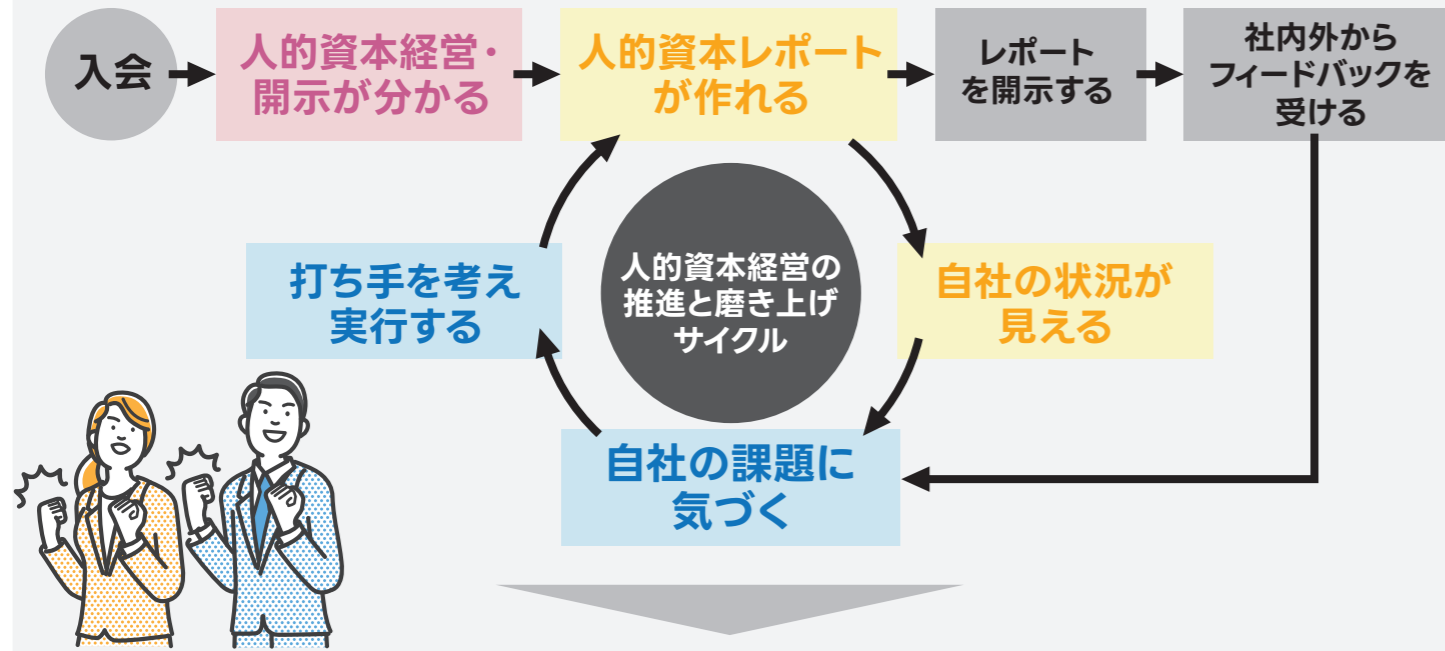 入会
人的資本経営・
開示が分かる
人的資本レポート
が作れる
レポート
を開示する
社内外から
フィードバックを
受ける
打ち手を考え
実行する
人的資本経営の
推進と磨き上げ
サイクル
自社の状況が
見える
自社の課題に
気づく